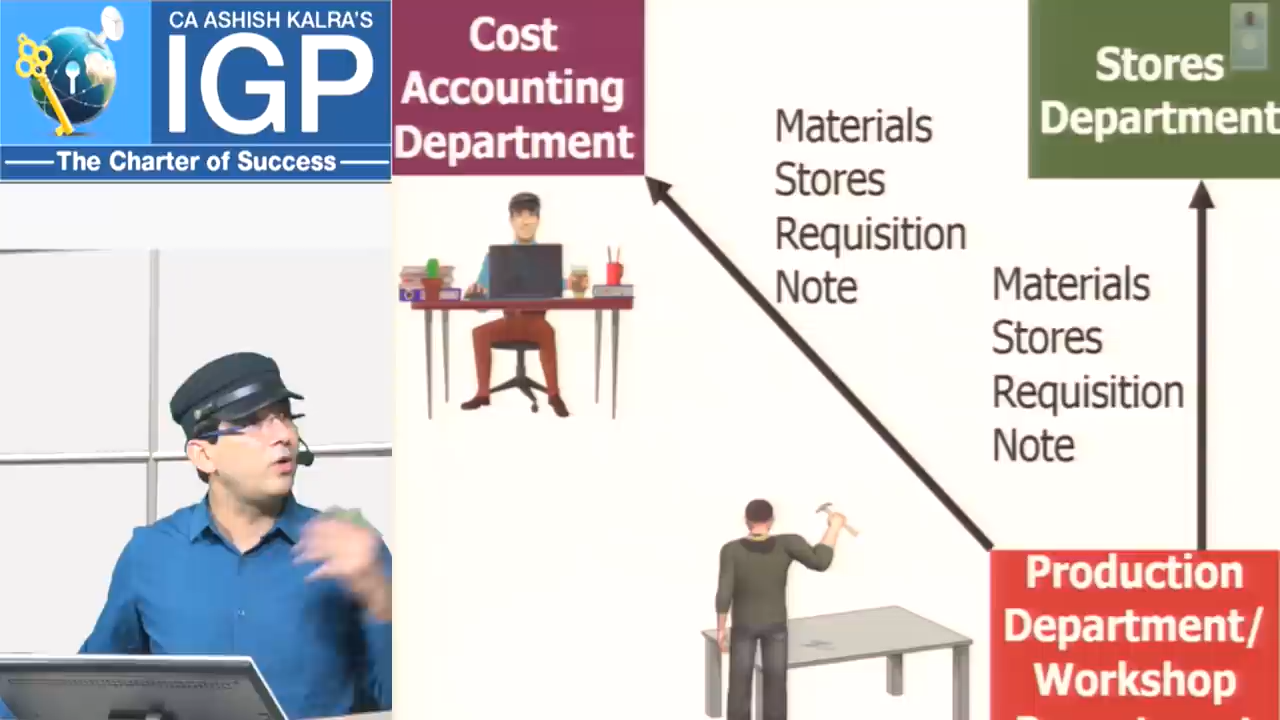 CA ASHISH KALRA'S
IGP
The Charter of Success
Cost
Accounting
Department
Stores
Department
Materials
Stores
Requisition
Note
Materials
Stores
Requisition
Note
Production
Department/
Workshop